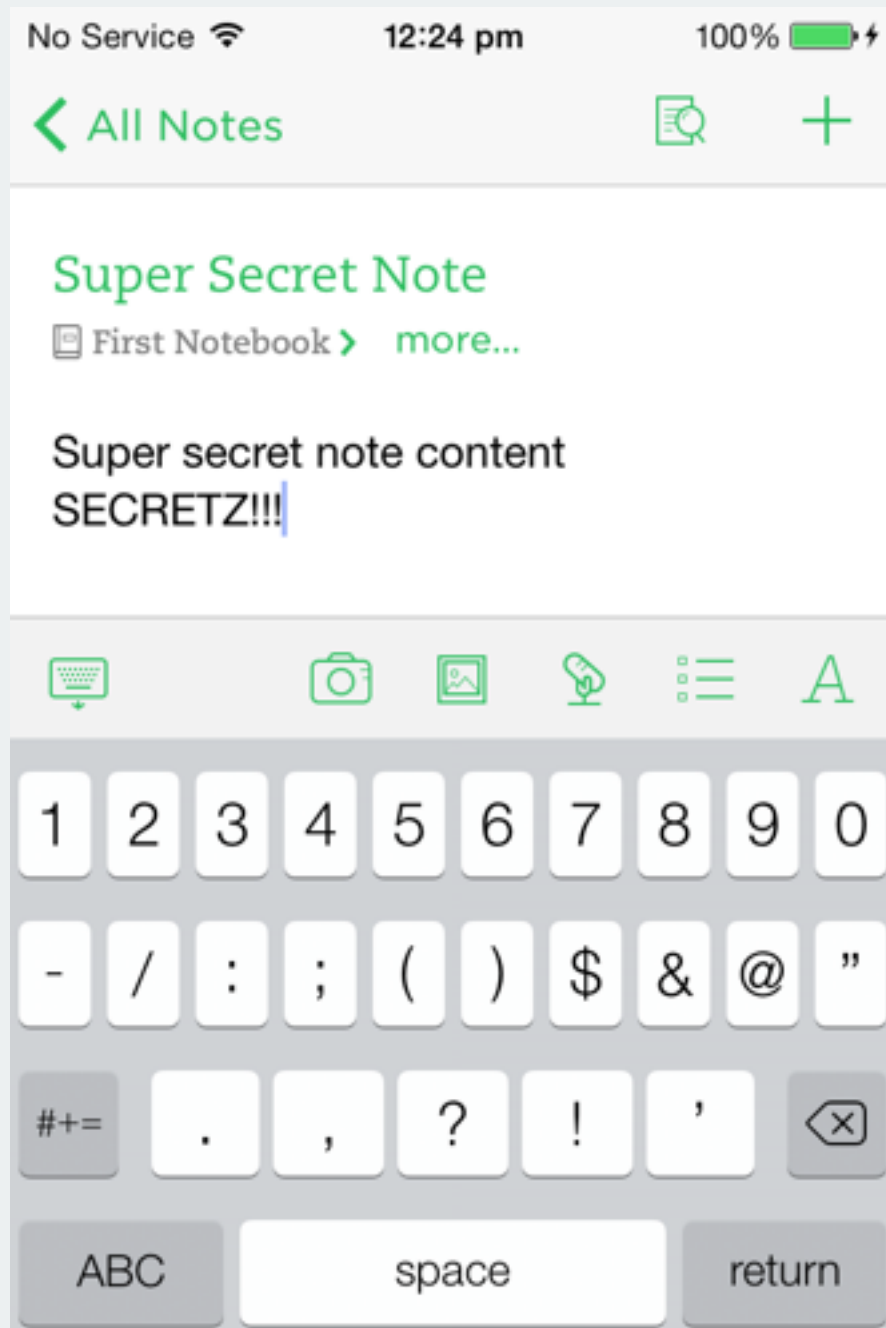 No Service 12:24 pm 100%
All Notes
Super Secret Note
First Notebook more...
Super secret note content
SECRETZ!!!
A
1 2 3 4 5 6 7 8 9 0
- / : ; ( ) $ & @ ”
#+= . , ? ! ’
ABC space return